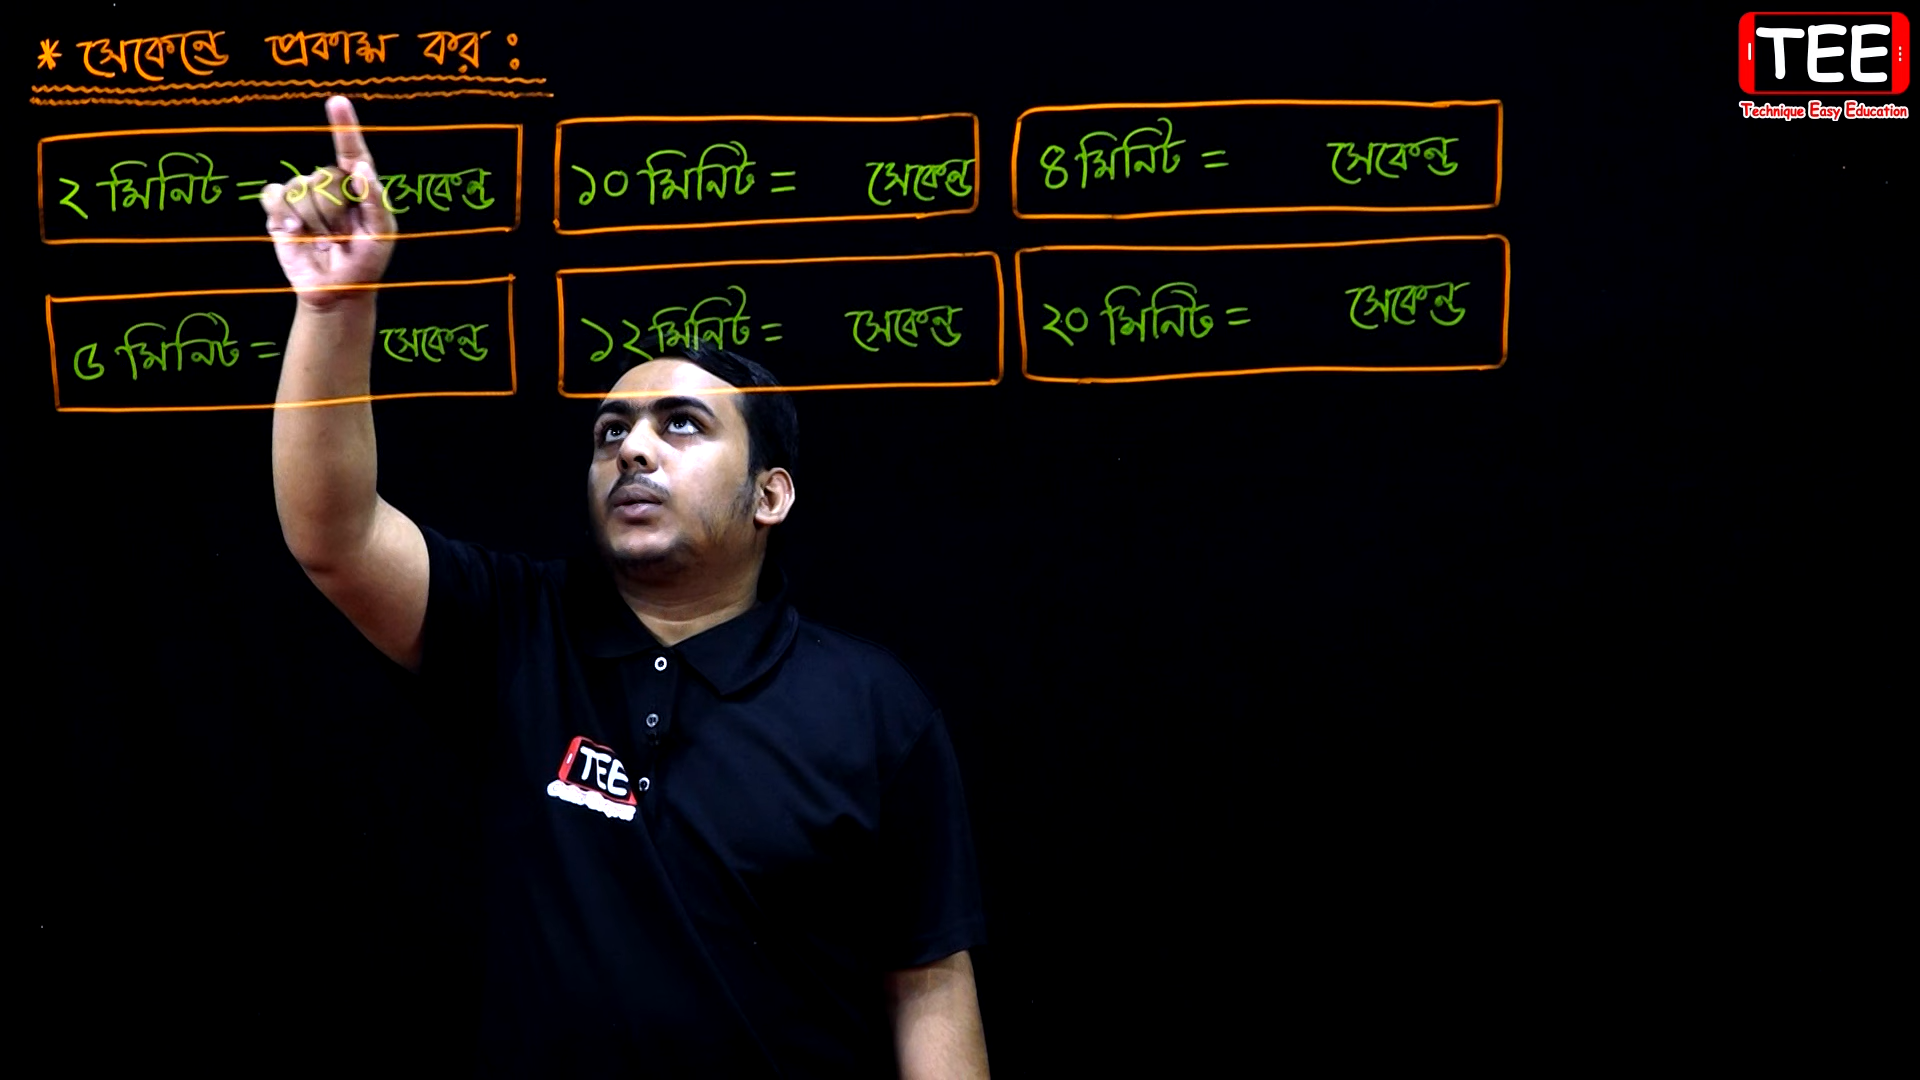 * সেকেন্ডে প্রকাশ কর :
২ মিনিট = ১২০ সেকেন্ড
১০ মিনিট = সেকেন্ড
৪ মিনিট = সেকেন্ড
৫ মিনিট = সেকেন্ড
১২ মিনিট = সেকেন্ড
২০ মিনিট = সেকেন্ড
TEE
Technique Easy Education
TEE